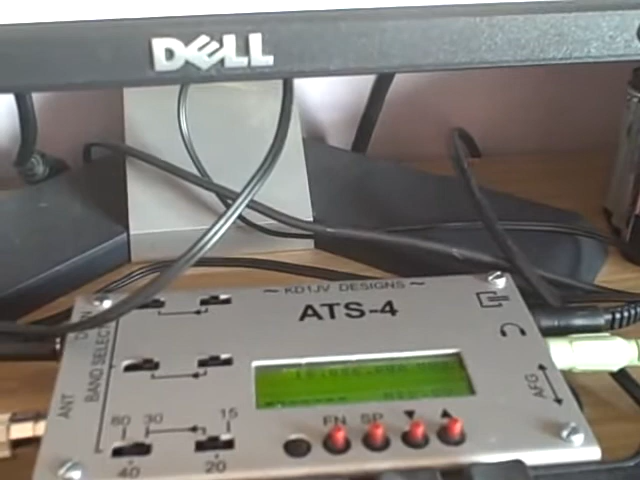 DELL
~ KD1JV DESIGNS ~
ATS-4
BAND SELECT
ANT
AFG
FN SP
80 30 15
40 20